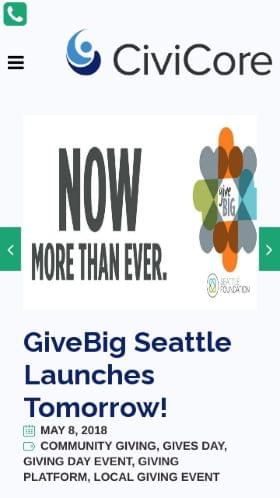 CiviCore
NOW
MORE THAN EVER.
give
BIG
SEATTLE
FOUNDATION
GiveBig Seattle
Launches
Tomorrow!
MAY 8, 2018
COMMUNITY GIVING, GIVES DAY,
GIVING DAY EVENT, GIVING
PLATFORM, LOCAL GIVING EVENT